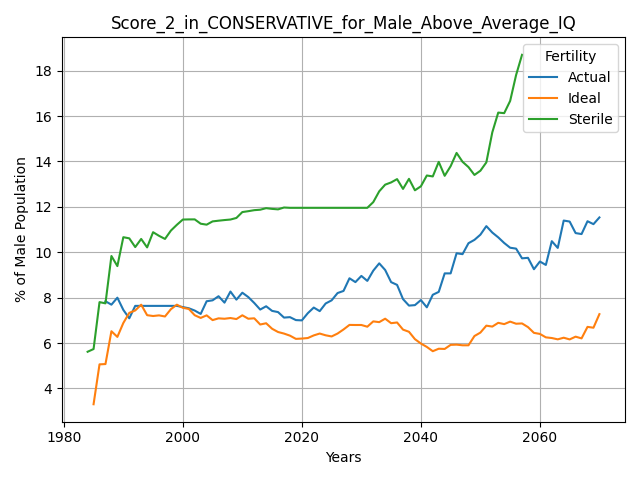 Score_2_in_CONSERVATIVE_for_Male_Above_Average_IQ
% of Male Population
18
16
14
12
10
8
6
4
1980
2000
2020
2040
2060
Years
Fertility
Actual
Ideal
Sterile